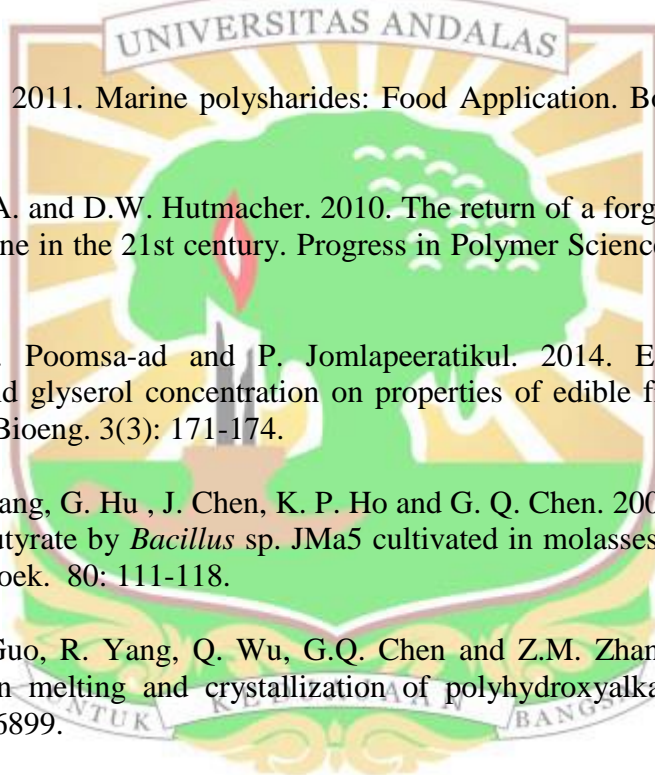 UNIVERSITAS ANDALAS
2011. Marine polysharides: Food Application. Bo
A. and D.W. Hutmacher. 2010. The return of a forg
ne in the 21st century. Progress in Polymer Science
Poomsa-ad and P. Jomlapeeratikul. 2014. E
d glyserol concentration on properties of edible f
Bioeng. 3(3): 171-174.
ang, G. Hu , J. Chen, K. P. Ho and G. Q. Chen. 200
utyrate by Bacillus sp. JMa5 cultivated in molasses
oek. 80: 111-118.
Guo, R. Yang, Q. Wu, G.Q. Chen and Z.M. Zhan
n melting and crystallization of polyhydroxyalka
UNTUK KEDJAJAAN BANGSA
6899.